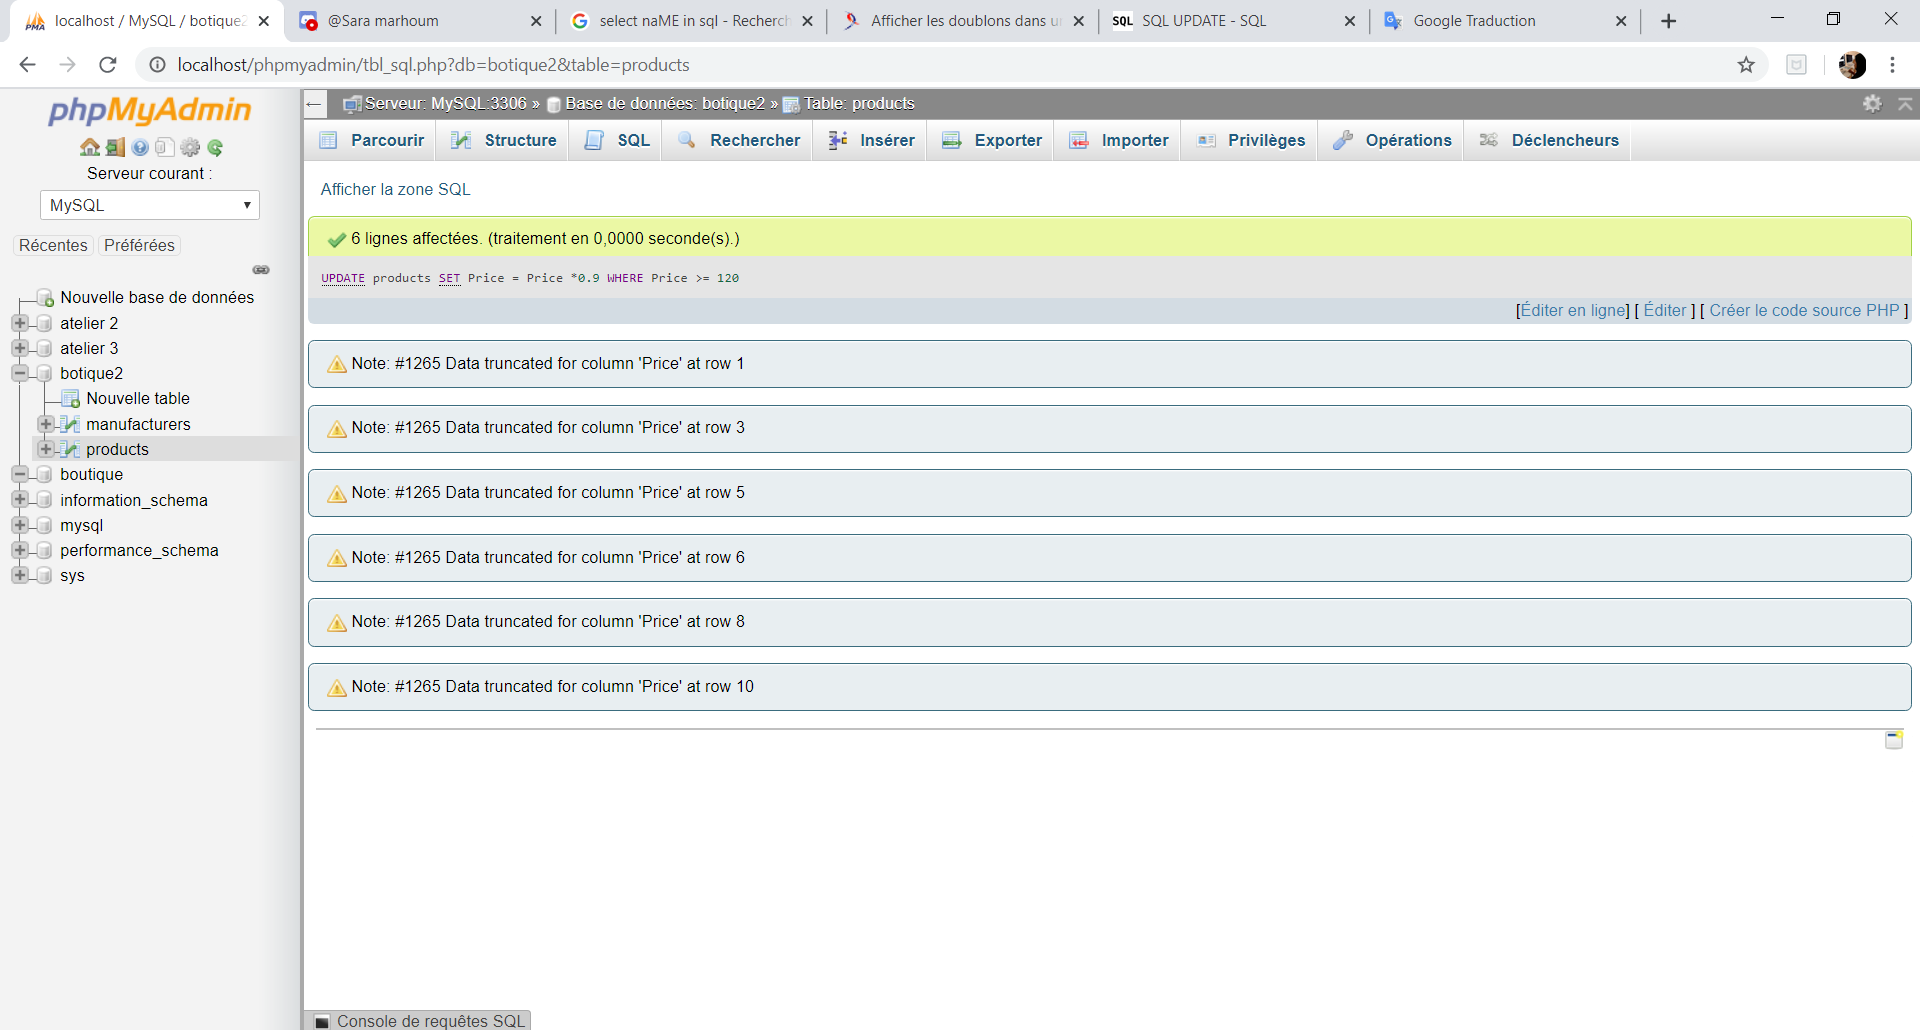 localhost / MySQL / botique2
@Sara marhoum
select naME in sql - Recherch
Afficher les doublons dans u
SQL
SQL UPDATE - SQL
Google Traduction
localhost/phpmyadmin/tbl_sql.php?db=botique2&table=products
phpMyAdmin
Serveur courant :
MySQL
Récentes
Préférées
Nouvelle base de données
atelier 2
atelier 3
botique2
Nouvelle table
manufacturers
products
boutique
information_schema
mysql
performance_schema
sys
Serveur: MySQL:3306 » Base de données: botique2 » Table: products
Parcourir
Structure
SQL
Rechercher
Insérer
Exporter
Importer
Privilèges
Opérations
Déclencheurs
Afficher la zone SQL
6 lignes affectées. (traitement en 0,0000 seconde(s).)
UPDATE products SET Price = Price *0.9 WHERE Price >= 120
[Éditer en ligne] [ Éditer ] [ Créer le code source PHP ]
Note: #1265 Data truncated for column 'Price' at row 1
Note: #1265 Data truncated for column 'Price' at row 3
Note: #1265 Data truncated for column 'Price' at row 5
Note: #1265 Data truncated for column 'Price' at row 6
Note: #1265 Data truncated for column 'Price' at row 8
Note: #1265 Data truncated for column 'Price' at row 10
Console de requêtes SQL